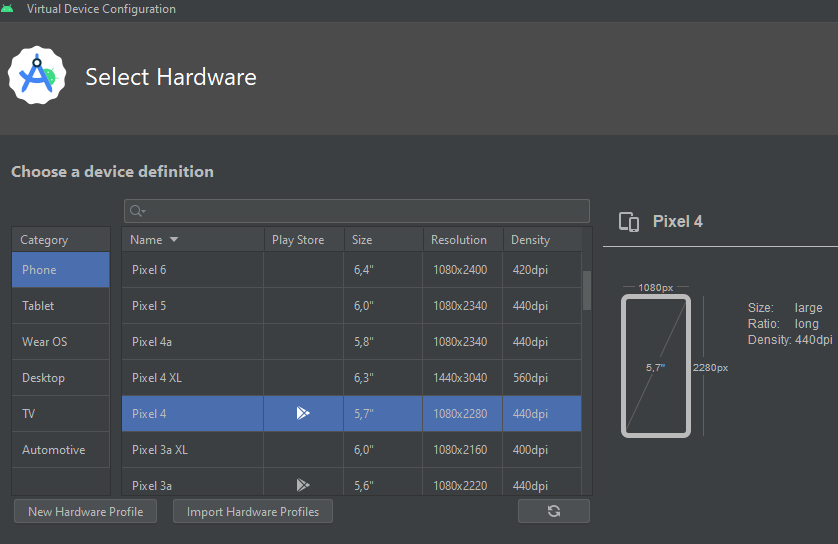 Virtual Device Configuration
Select Hardware
Choose a device definition
Category
Phone
Tablet
Wear OS
Desktop
TV
Automotive
Name Play Store Size Resolution Density
Pixel 6 6,4" 1080x2400 420dpi
Pixel 5 6,0" 1080x2340 440dpi
Pixel 4a 5,8" 1080x2340 440dpi
Pixel 4 XL 6,3" 1440x3040 560dpi
Pixel 4 5,7" 1080x2280 440dpi
Pixel 3a XL 6,0" 1080x2160 400dpi
Pixel 3a 5,6" 1080x2220 440dpi
New Hardware Profile Import Hardware Profiles
Pixel 4
1080px
5,7"
2280px
Size: large
Ratio: long
Density: 440dpi